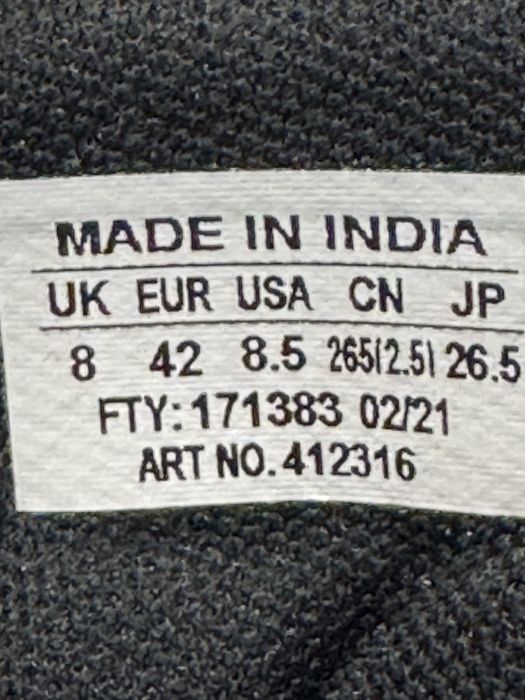 MADE IN INDIA
UK EUR USA CN JP
8 42 8.5 265(2.5) 26.5
FTY: 171383 02/21
ART NO. 412316